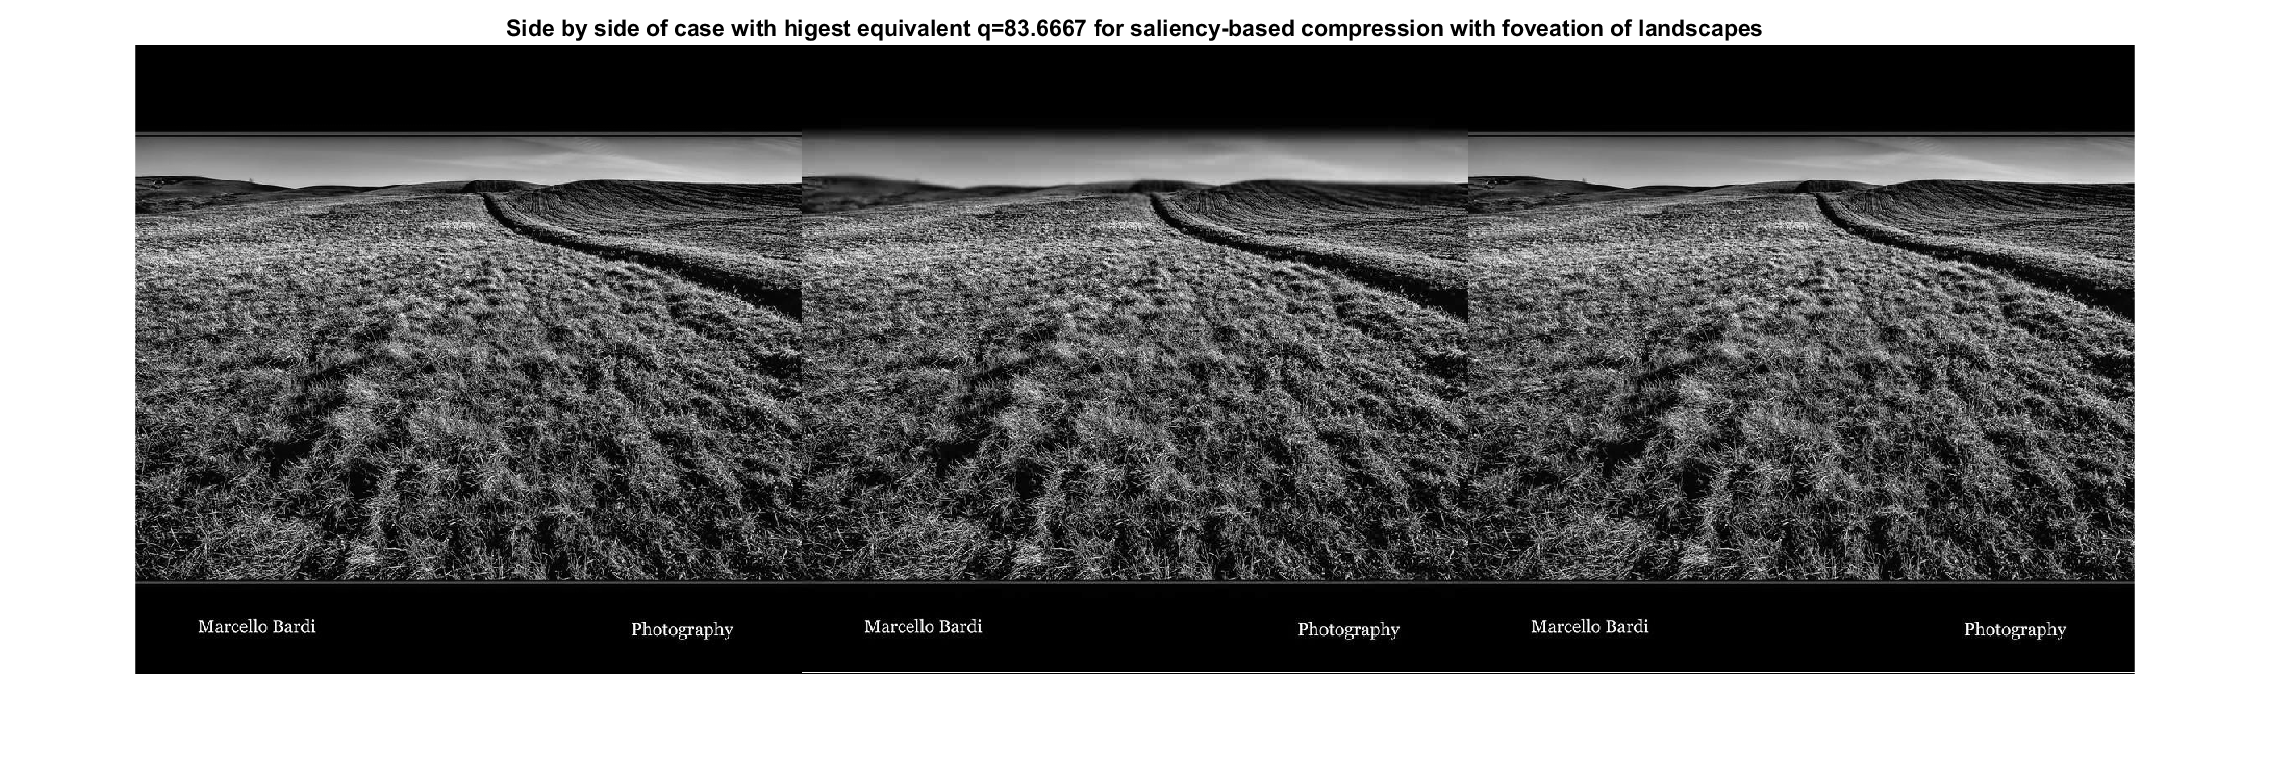 Side by side of case with higest equivalent q=83.6667 for saliency-based compression with foveation of landscapes
Marcello Bardi Photography Marcello Bardi Photography Marcello Bardi Photography